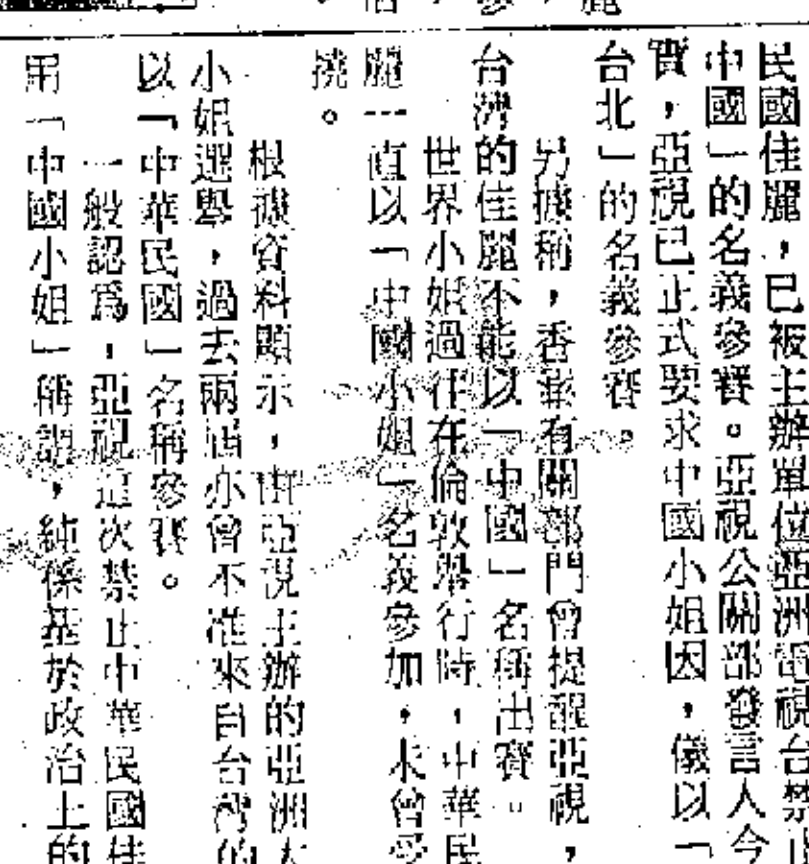 民國佳麗，已被主辦單位亞洲電視台禁止
中國」的名義參賽。亞視公關部發言人今
實，亞視已正式要求中國小姐因，儀以「
台北」的名義參賽。
另據稱，香港有關部門曾提醒亞視，
台灣的佳麗不能以「中國」名稱出賽。
世界小姐過往在倫敦舉行時，中華民
麗一直以「中國小姐」名義參加，未曾受
撓。
根據資料顯示，由亞視主辦的亞洲
小姐選舉，過去兩屆亦曾不准來自台灣的
以「中華民國」名稱參賽。
一般認為，亞視這次禁止中華民國佳
用「中國小姐」稱謂，純係基於政治上的